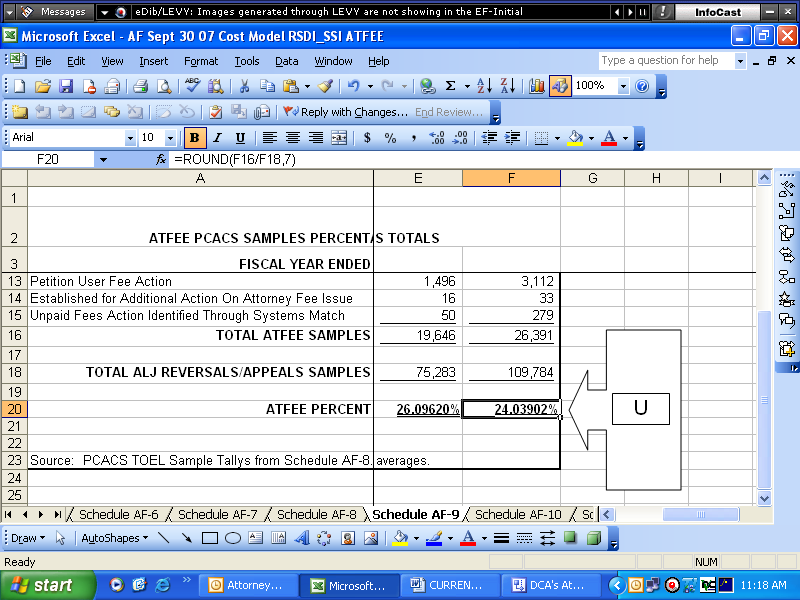 Messages eDib/LEVY: Images generated through LEVY are not showing in the EF-Initial InfoCast
Microsoft Excel - AF Sept 30 07 Cost Model RSDI_SSI ATFEE
File Edit View Insert Format Tools Data Window Help Type a question for help
Σ 100%
Reply with Changes... End Review...
Arial 10 B I U $ % ,
F20 fx =ROUND(F16/F18,7)
A E F G H I
1
2 ATFEE PCACS SAMPLES PERCENT/S TOTALS
3 FISCAL YEAR ENDED
13 Petition User Fee Action 1,496 3,112
14 Established for Additional Action On Attorney Fee Issue 16 33
15 Unpaid Fees Action Identified Through Systems Match 50 279
16 TOTAL ATFEE SAMPLES 19,646 26,391
17
18 TOTAL ALJ REVERSALS/APPEALS SAMPLES 75,283 109,784
19
20 ATFEE PERCENT 26.09620% 24.03902% U
21
22
23 Source: PCACS TOEL Sample Tallys from Schedule AF-8. averages.
24
25
Schedule AF-6 Schedule AF-7 Schedule AF-8 Schedule AF-9 Schedule AF-10 Sc
Draw AutoShapes
Ready NUM
start Attorney... Microsoft... CURREN... DCA's At... 11:18 AM